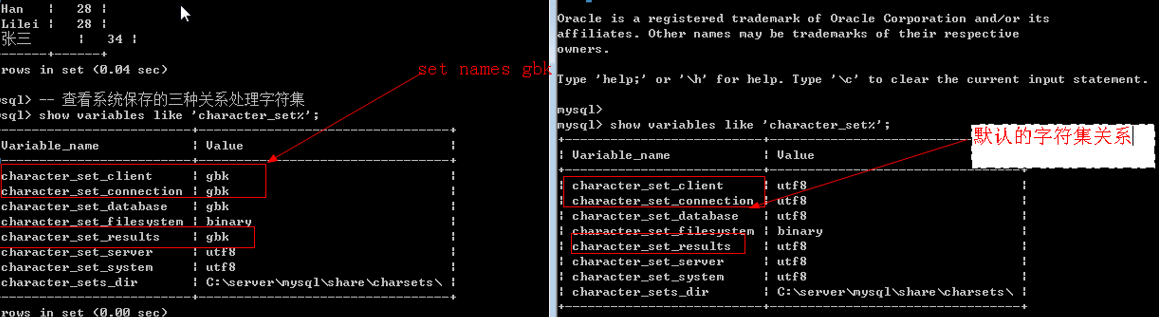 Han | 28 |
Lilei | 28 |
张三 | 34 |
------+------+
rows in set (0.04 sec)
set names gbk
ysql> -- 查看系统保存的三种关系处理字符集
ysql> show variables like 'character_set%';
-------------------------+-----------------------------+
Variable_name | Value |
-------------------------+-----------------------------+
character_set_client | gbk |
character_set_connection | gbk |
character_set_database | gbk |
character_set_filesystem | binary |
character_set_results | gbk |
character_set_server | utf8 |
character_set_system | utf8 |
character_sets_dir | C:\server\mysql\share\charsets\ |
-------------------------+-----------------------------+
rows in set (0.00 sec)
Oracle is a registered trademark of Oracle Corporation and/or its
affiliates. Other names may be trademarks of their respective
owners.
Type 'help;' or '\h' for help. Type '\c' to clear the current input statement.
mysql>
mysql> show variables like 'character_set%';
默认的字符集关系
+--------------------------+---------------------------------+
| Variable_name | Value |
+--------------------------+---------------------------------+
| character_set_client | utf8 |
| character_set_connection | utf8 |
| character_set_database | utf8 |
| character_set_filesystem | binary |
| character_set_results | utf8 |
| character_set_server | utf8 |
| character_set_system | utf8 |
| character_sets_dir | C:\server\mysql\share\charsets\ |
+--------------------------+---------------------------------+